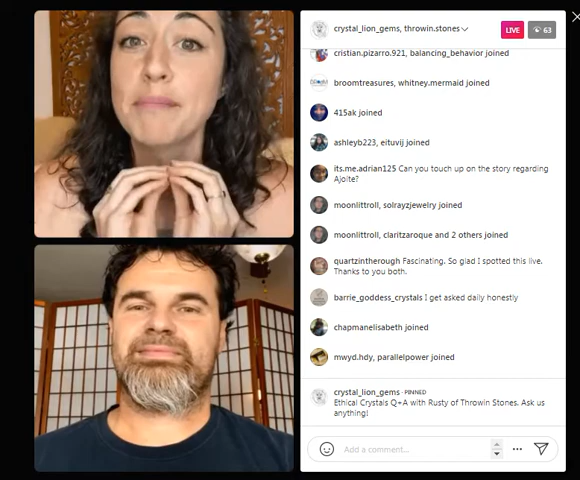 crystal_lion_gems, throwin.stones
LIVE
63
cristian.pizarro.921, balancing_behavior joined
broomtreasures, whitney.mermaid joined
415ak joined
ashleyb223, eituvij joined
its.me.adrian125 Can you touch up on the story regarding
Ajoite?
moonlittroll, solrayzjewelry joined
moonlittroll, claritzaroque and 2 others joined
quartzintherough Fascinating. So glad I spotted this live.
Thanks to you both.
barrie_goddess_crystals I get asked daily honestly
chapmanelisabeth joined
mwyd.hdy, parallelpower joined
crystal_lion_gems · PINNED
Ethical Crystals Q+A with Rusty of Throwin Stones. Ask us
anything!
Add a comment...